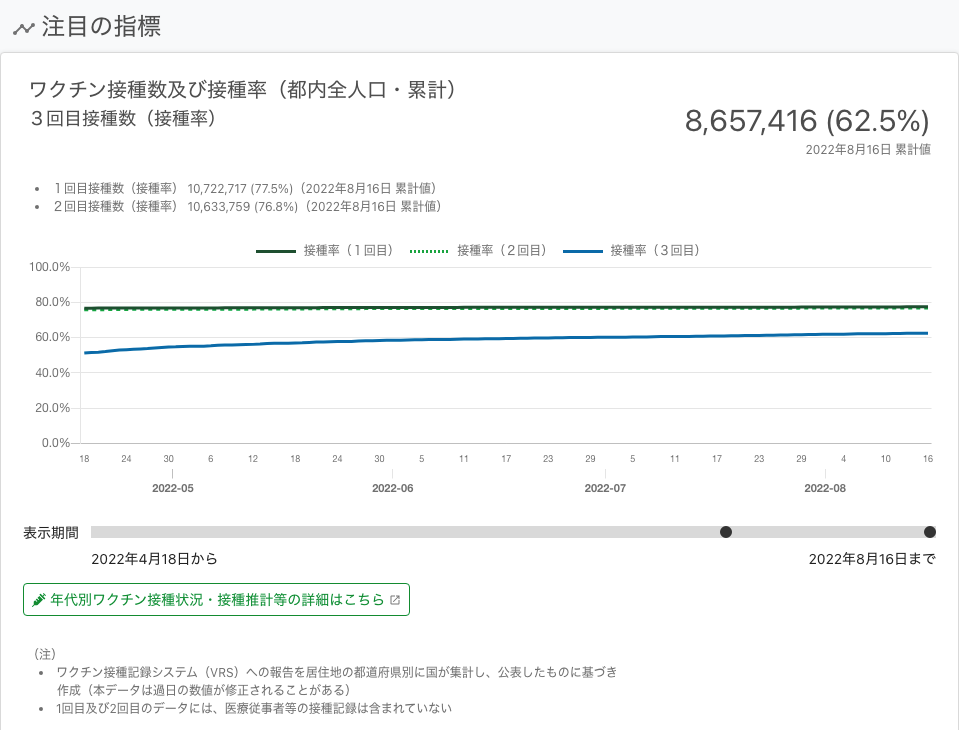 注目の指標
ワクチン接種数及び接種率（都内全人口・累計）
３回目接種数（接種率）
8,657,416 (62.5%)
2022年8月16日 累計値
１回目接種数（接種率） 10,722,717 (77.5%)（2022年8月16日 累計値）
２回目接種数（接種率） 10,633,759 (76.8%)（2022年8月16日 累計値）
接種率（１回目） 接種率（２回目） 接種率（３回目）
100.0%
80.0%
60.0%
40.0%
20.0%
0.0%
18 24 30 6 12 18 24 30 5 11 17 23 29 5 11 17 23 29 4 10 16
2022-05 2022-06 2022-07 2022-08
表示期間
2022年4月18日から 2022年8月16日まで
年代別ワクチン接種状況・接種推計等の詳細はこちら
（注）
ワクチン接種記録システム（VRS）への報告を居住地の都道府県別に国が集計し、公表したものに基づき
作成（本データは過日の数値が修正されることがある）
1回目及び2回目のデータには、医療従事者等の接種記録は含まれていない